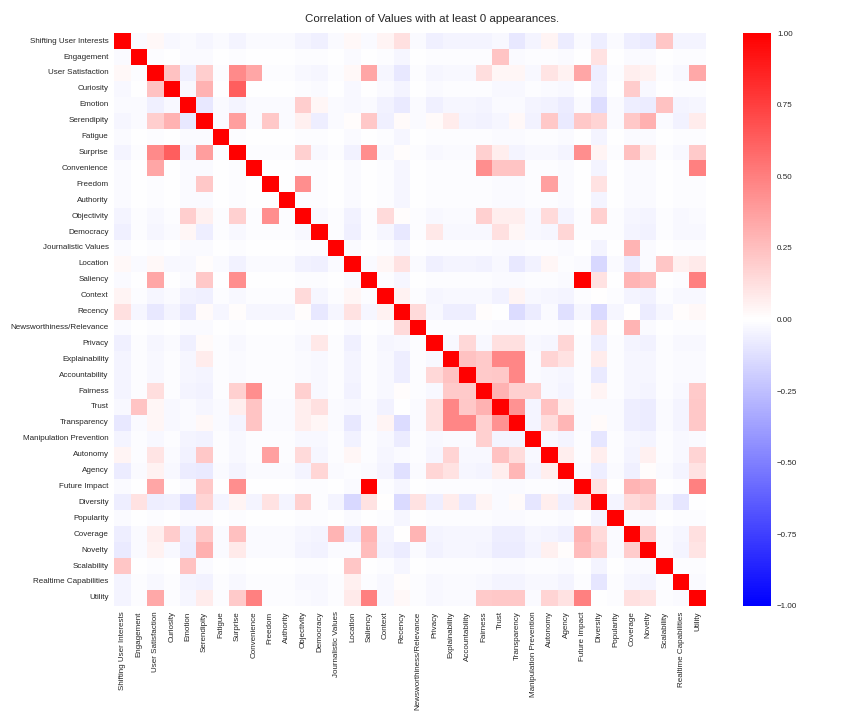 Correlation of Values with at least 0 appearances.
Shifting User Interests
Engagement
User Satisfaction
Curiosity
Emotion
Serendipity
Fatigue
Surprise
Convenience
Freedom
Authority
Objectivity
Democracy
Journalistic Values
Location
Saliency
Context
Recency
Newsworthiness/Relevance
Privacy
Explainability
Accountability
Fairness
Trust
Transparency
Manipulation Prevention
Autonomy
Agency
Future Impact
Diversity
Popularity
Coverage
Novelty
Scalability
Realtime Capabilities
Utility
Shifting User Interests
Engagement
User Satisfaction
Curiosity
Emotion
Serendipity
Fatigue
Surprise
Convenience
Freedom
Authority
Objectivity
Democracy
Journalistic Values
Location
Saliency
Context
Recency
Newsworthiness/Relevance
Privacy
Explainability
Accountability
Fairness
Trust
Transparency
Manipulation Prevention
Autonomy
Agency
Future Impact
Diversity
Popularity
Coverage
Novelty
Scalability
Realtime Capabilities
Utility
1.00
0.75
0.50
0.25
0.00
−0.25
−0.50
−0.75
−1.00